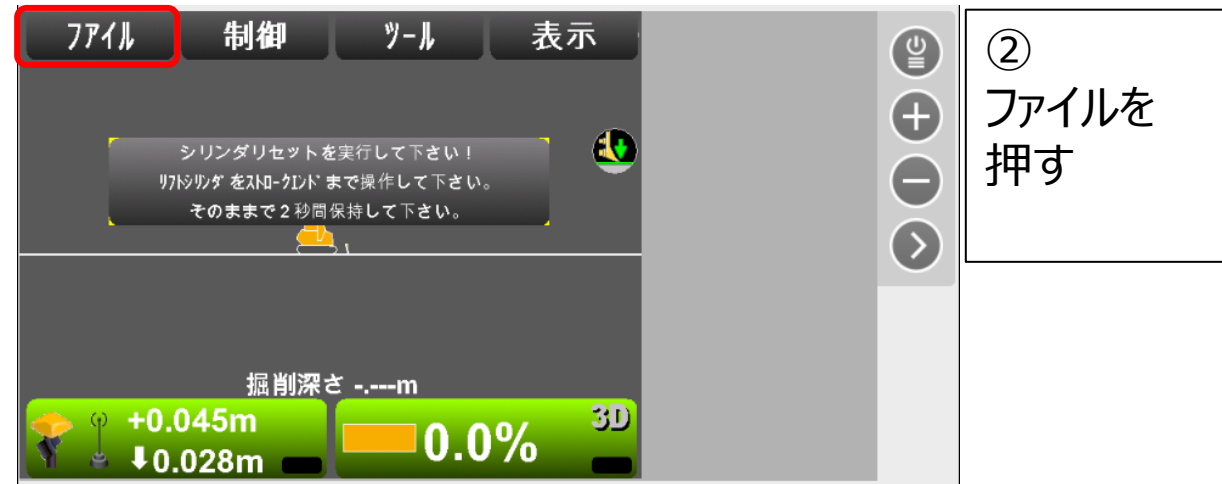 ファイル 制御 ツール 表示
シリンダリセットを実行して下さい!
リフトシリンダをストロークエンドまで操作して下さい。
そのままで2秒間保持して下さい。
掘削深さ -.---m
+0.045m
⬇0.028m
0.0%
3D
②
ファイルを
押す